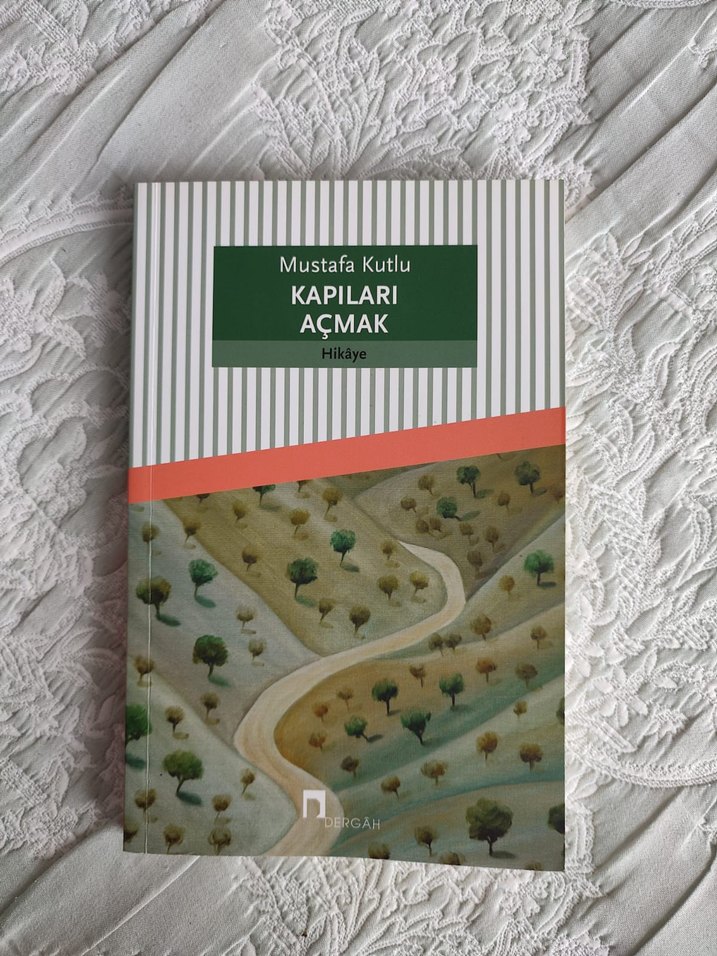 Mustafa Kutlu
KAPILARI
AÇMAK
Hikâye
DERGÂH